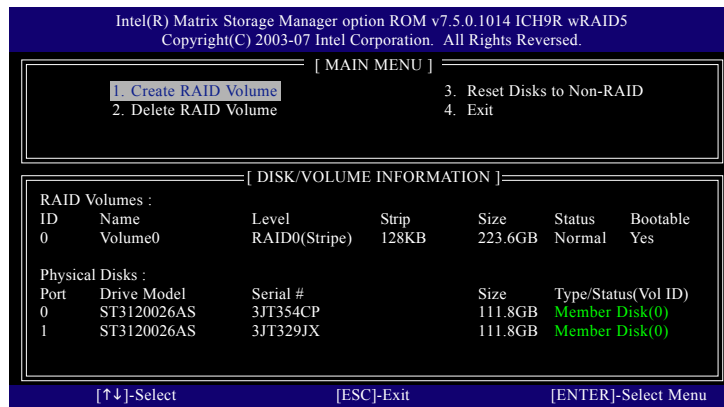 Intel(R) Matrix Storage Manager option ROM v7.5.0.1014 ICH9R wRAID5
Copyright(C) 2003-07 Intel Corporation. All Rights Reversed.
[ MAIN MENU ]
1. Create RAID Volume 3. Reset Disks to Non-RAID
2. Delete RAID Volume 4. Exit
[ DISK/VOLUME INFORMATION ]
RAID Volumes :
ID Name Level Strip Size Status Bootable
0 Volume0 RAID0(Stripe) 128KB 223.6GB Normal Yes
Physical Disks :
Port Drive Model Serial # Size Type/Status(Vol ID)
0 ST3120026AS 3JT354CP 111.8GB Member Disk(0)
1 ST3120026AS 3JT329JX 111.8GB Member Disk(0)
[↑↓]-Select [ESC]-Exit [ENTER]-Select Menu